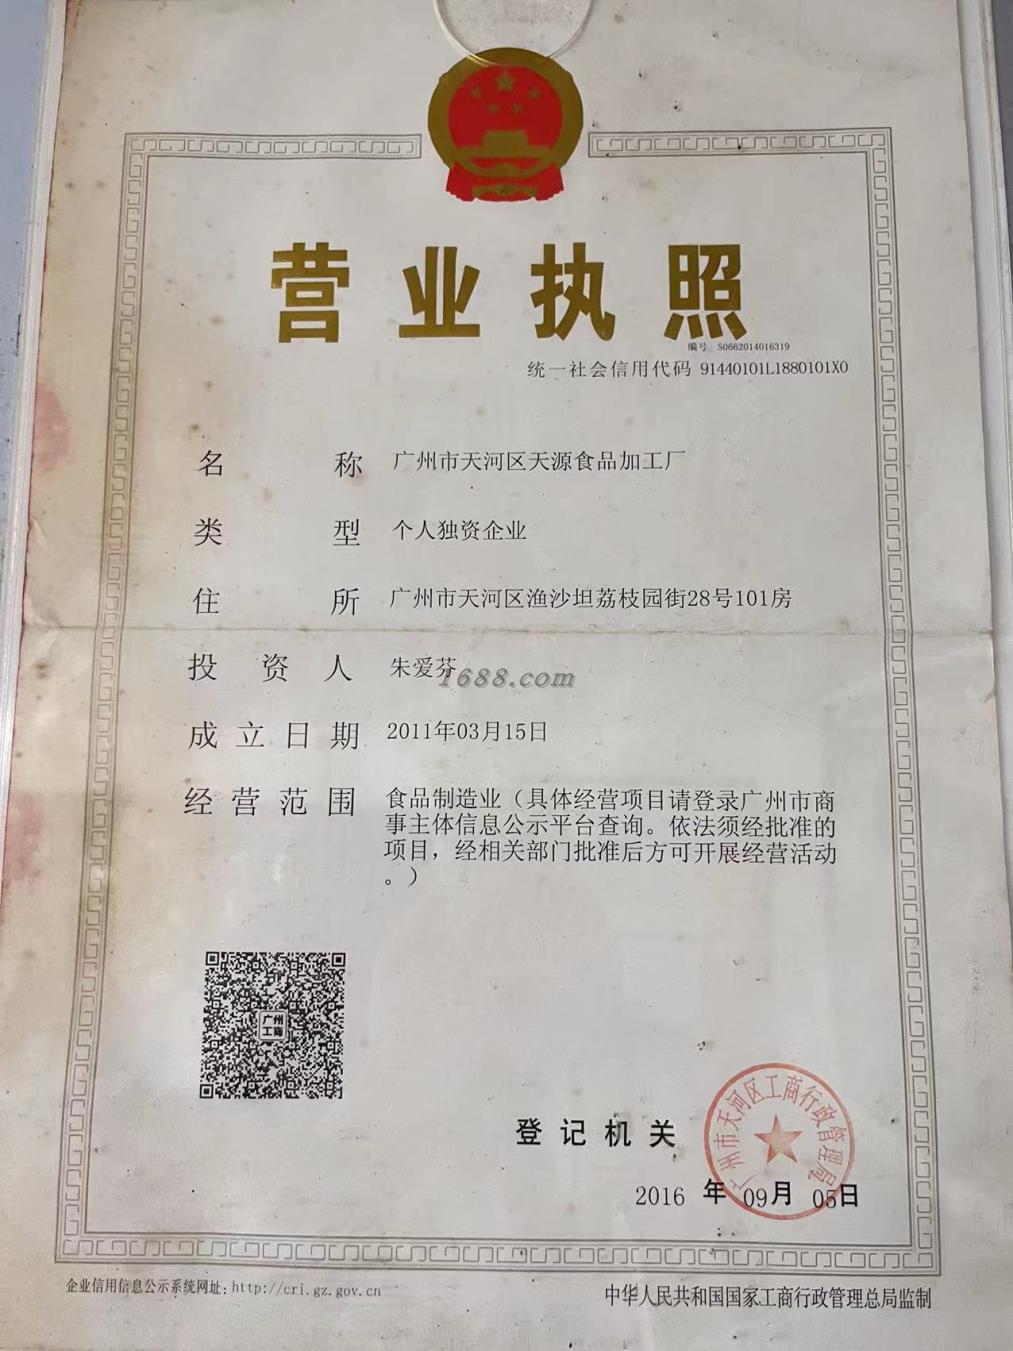 营业执照
编号 S0662014016319
统一社会信用代码 91440101L1880101X0
名称 广州市天河区天源食品加工厂
类型 个人独资企业
住所 广州市天河区渔沙坦荔枝园街28号101房
投资人 朱爱芬
1688.com
成立日期 2011年03月15日
经营范围 食品制造业（具体经营项目请登录广州市商
事主体信息公示平台查询。依法须经批准的
项目，经相关部门批准后方可开展经营活动
。）
广州
工商
登记机关
广州市天河区工商行政管理局
2016 年 09月 05日
企业信用信息公示系统网址：http://cri.gz.gov.cn
中华人民共和国国家工商行政管理总局监制